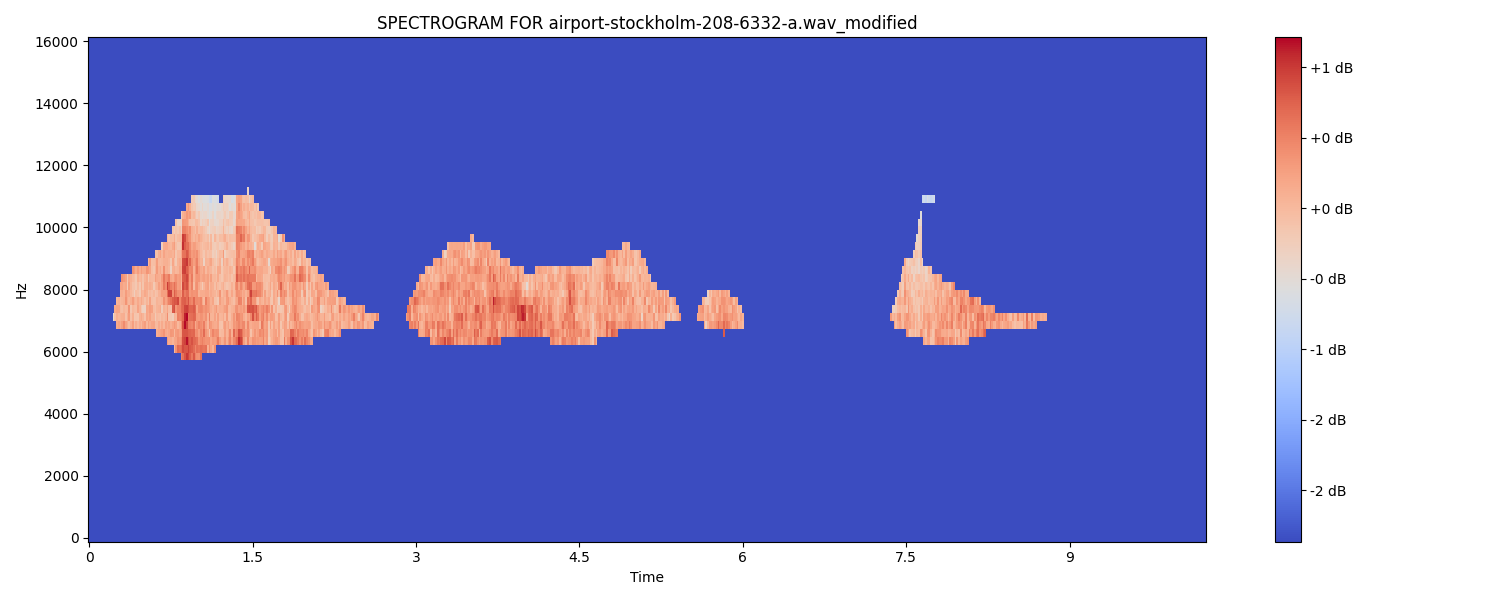 SPECTROGRAM FOR airport-stockholm-208-6332-a.wav_modified
16000
14000
12000
10000
8000
6000
4000
2000
0
Hz
0
1.5
3
4.5
6
7.5
9
Time
+1 dB
+0 dB
+0 dB
-0 dB
-1 dB
-2 dB
-2 dB